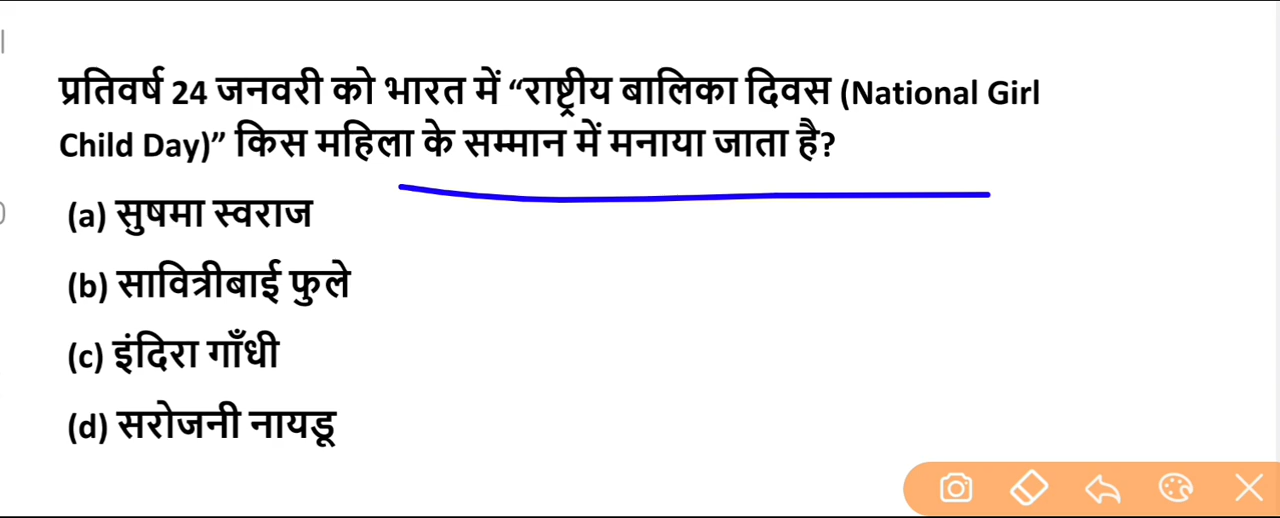 प्रतिवर्ष 24 जनवरी को भारत में “राष्ट्रीय बालिका दिवस (National Girl
Child Day)” किस महिला के सम्मान में मनाया जाता है?
(a) सुषमा स्वराज
(b) सावित्रीबाई फुले
(c) इंदिरा गाँधी
(d) सरोजनी नायडू